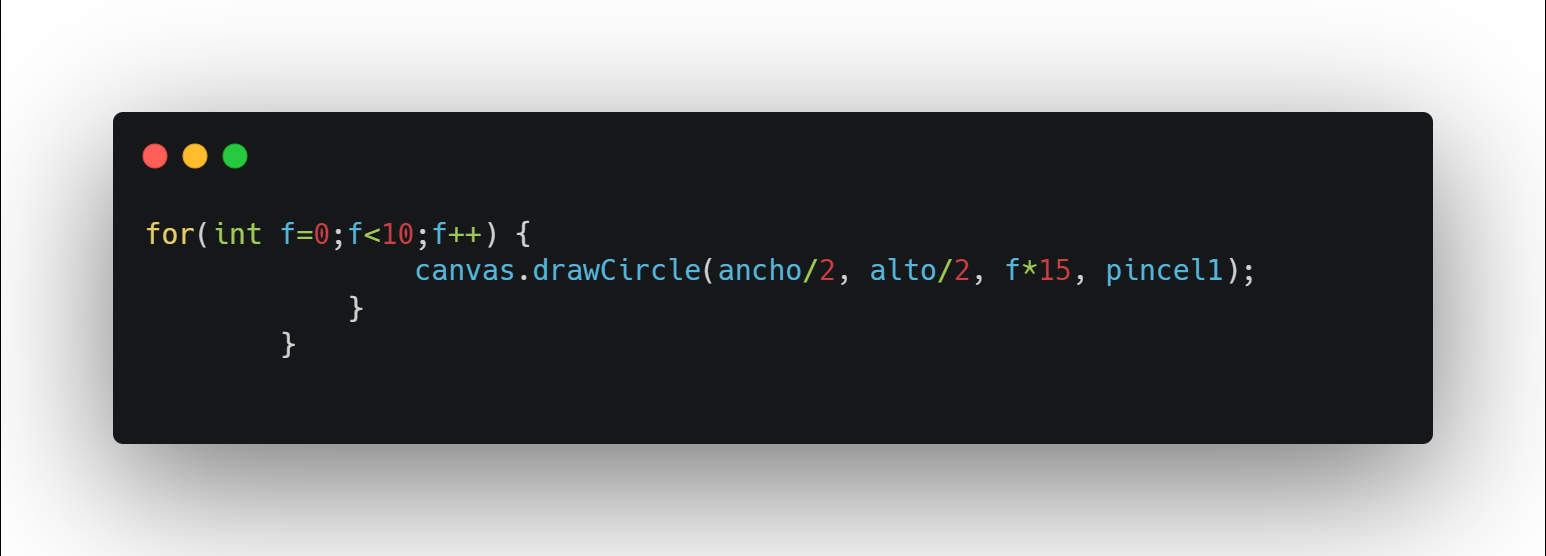 for(int f=0;f<10;f++) {
                canvas.drawCircle(ancho/2, alto/2, f*15, pincel1);
            }
        }